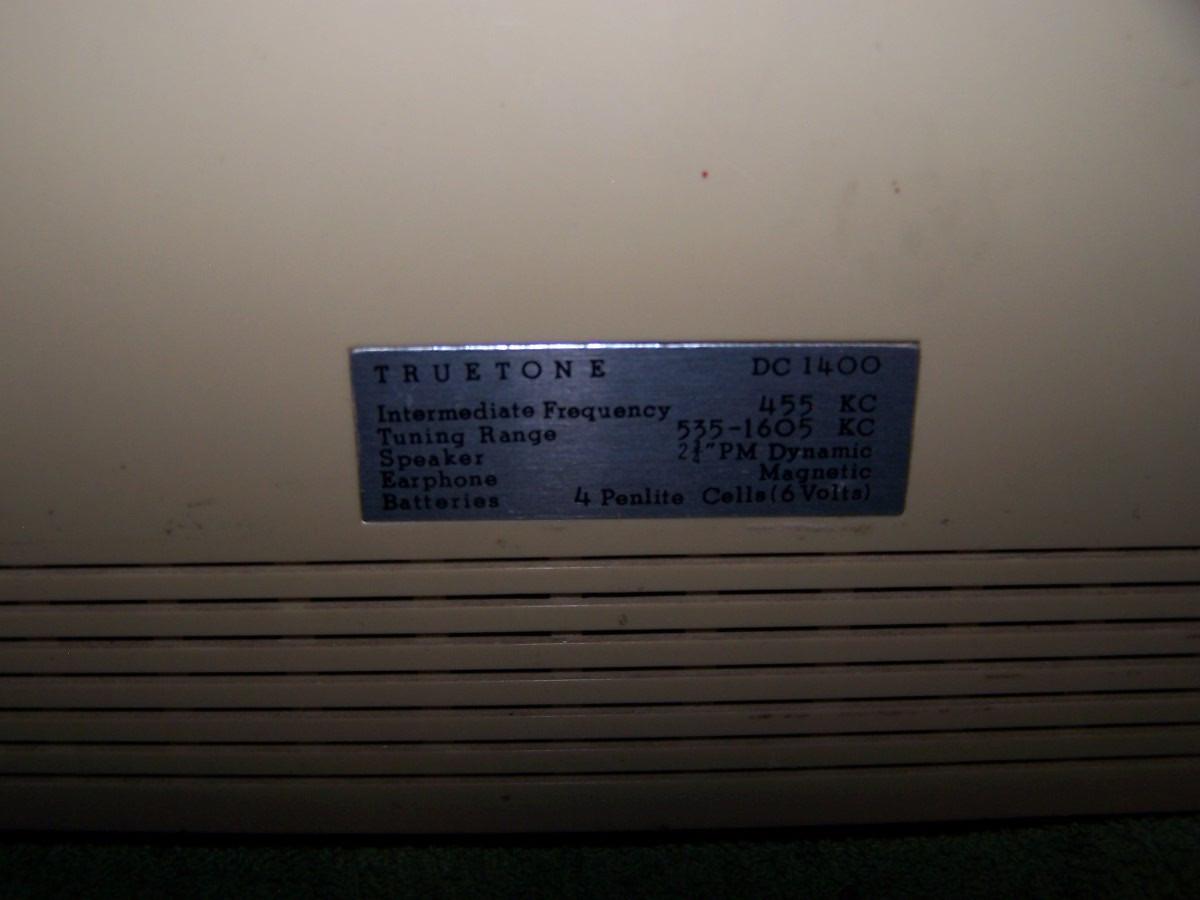 TRUETONE DC 1400
Intermediate Frequency 455 KC
Tuning Range 535-1605 KC
Speaker 2¾" PM Dynamic
Earphone Magnetic
Batteries 4 Penlite Cells (6 Volts)